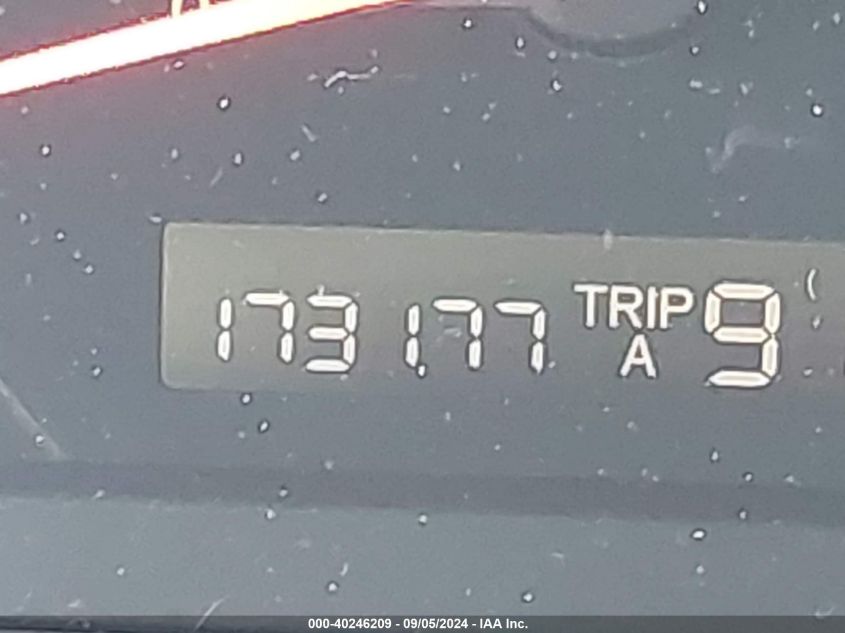 173177 TRIP A 9
000-40246209 - 09/05/2024 - IAA Inc.